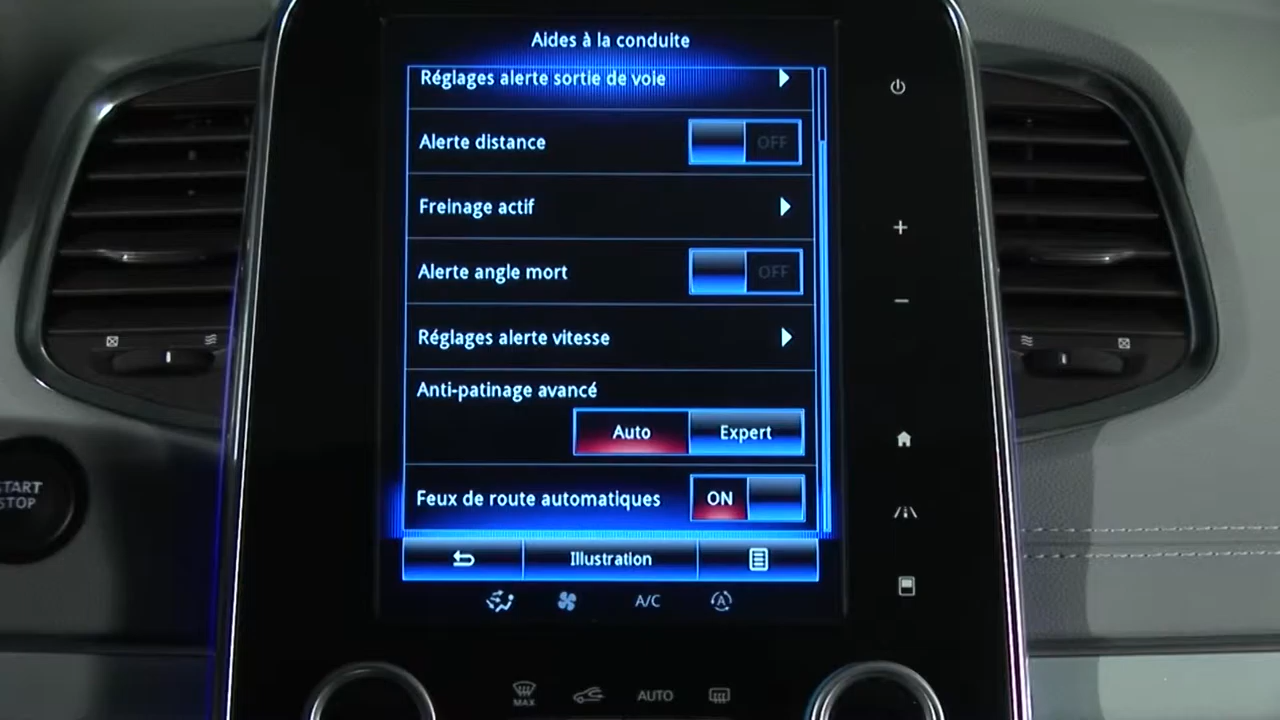 Aides à la conduite
Réglages alerte sortie de voie
Alerte distance
OFF
Freinage actif
Alerte angle mort
OFF
Réglages alerte vitesse
Anti-patinage avancé
Auto Expert
Feux de route automatiques
ON
Illustration
A/C
A
MAX
AUTO
START
STOP